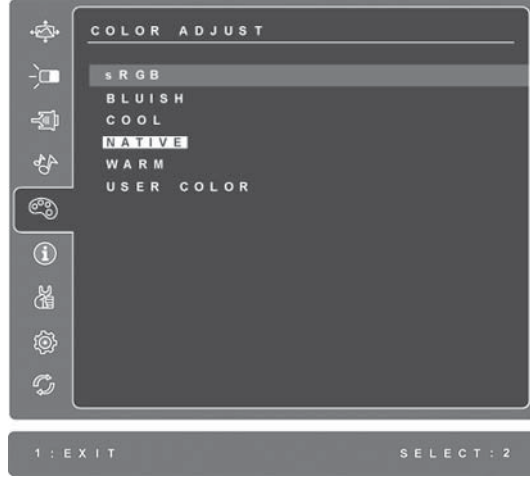 COLOR ADJUST
sRGB
BLUISH
COOL
NATIVE
WARM
USER COLOR
1:EXIT SELECT:2